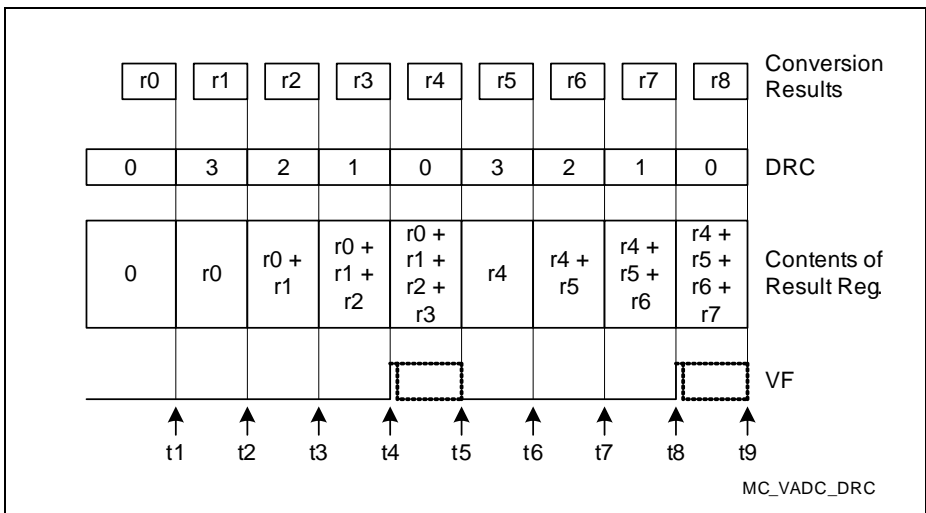 r0 r1 r2 r3 r4 r5 r6 r7 r8
Conversion
Results
0 3 2 1 0 3 2 1 0 DRC
0
r0
r0 +
r1
r0 +
r1 +
r2
r0 +
r1 +
r2 +
r3
r4
r4 +
r5
r4 +
r5 +
r6
r4 +
r5 +
r6 +
r7
Contents of
Result Reg.
VF
t1 t2 t3 t4 t5 t6 t7 t8 t9
MC_VADC_DRC